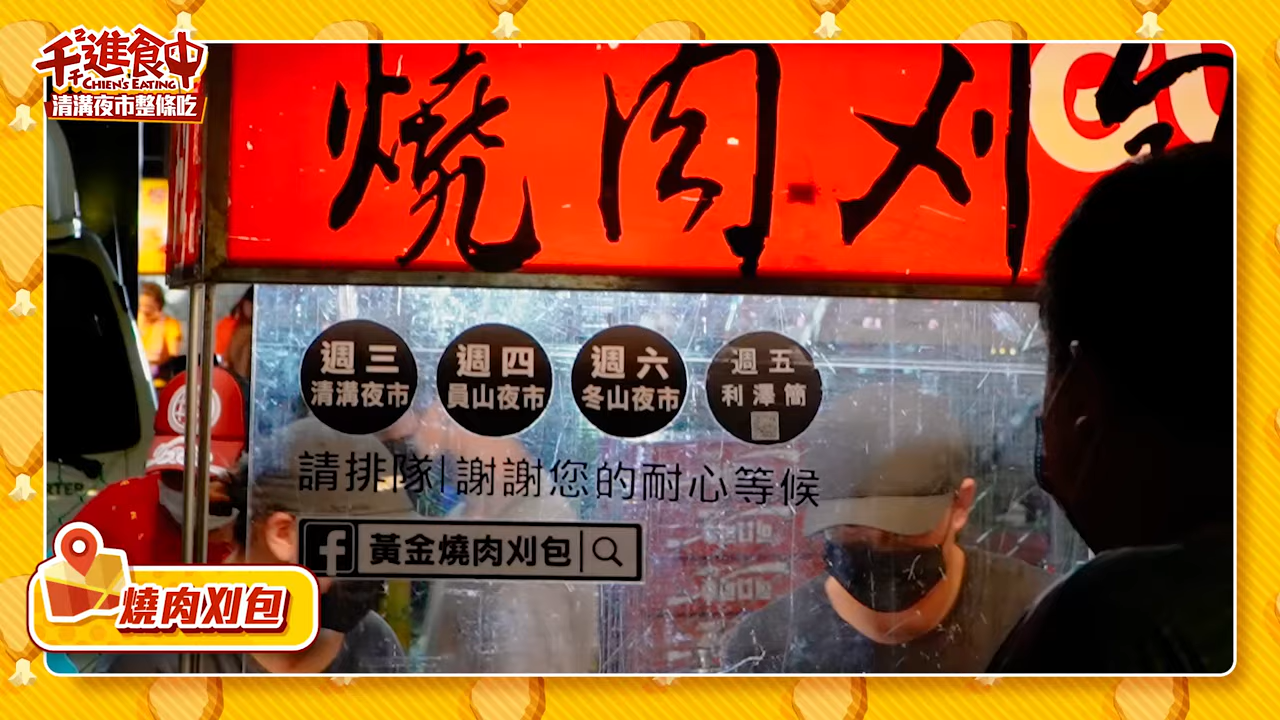 千千進食中
CHIEN'S EATING
清溝夜市整條吃
燒肉刈
週三
清溝夜市
週四
員山夜市
週六
冬山夜市
週五
利澤簡
請排隊|謝謝您的耐心等候
黃金燒肉刈包
燒肉刈包